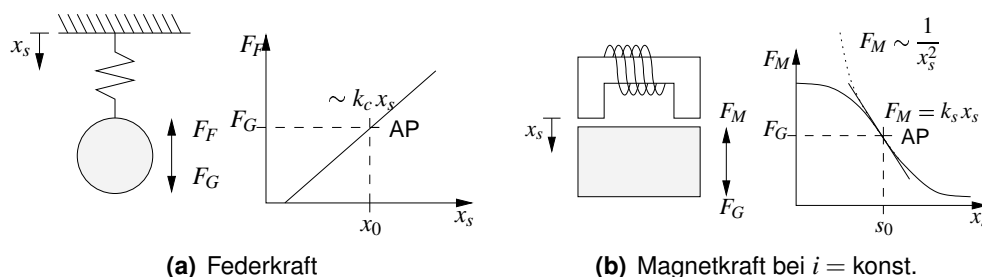 x_s
F_F
F_G
F_F
F_G
∼ k_c x_s
AP
x_0
x_s
(a) Federkraft
x_s
F_M
F_G
F_M
F_G
F_M ∼ 1/x_s^2
F_M = k_s x_s
AP
s_0
(b) Magnetkraft bei i = konst.